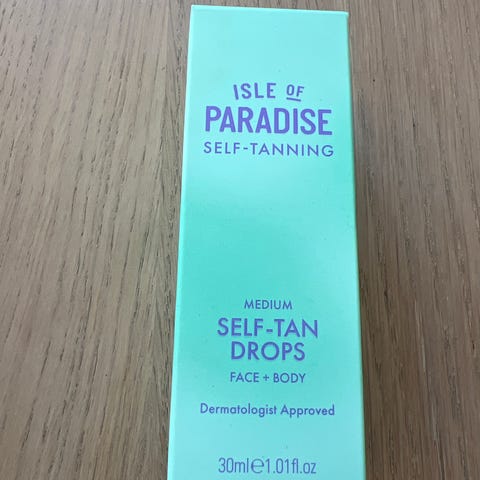 ISLE OF
PARADISE
SELF-TANNING
MEDIUM
SELF-TAN
DROPS
FACE + BODY
Dermatologist Approved
30ml℮1.01fl.oz